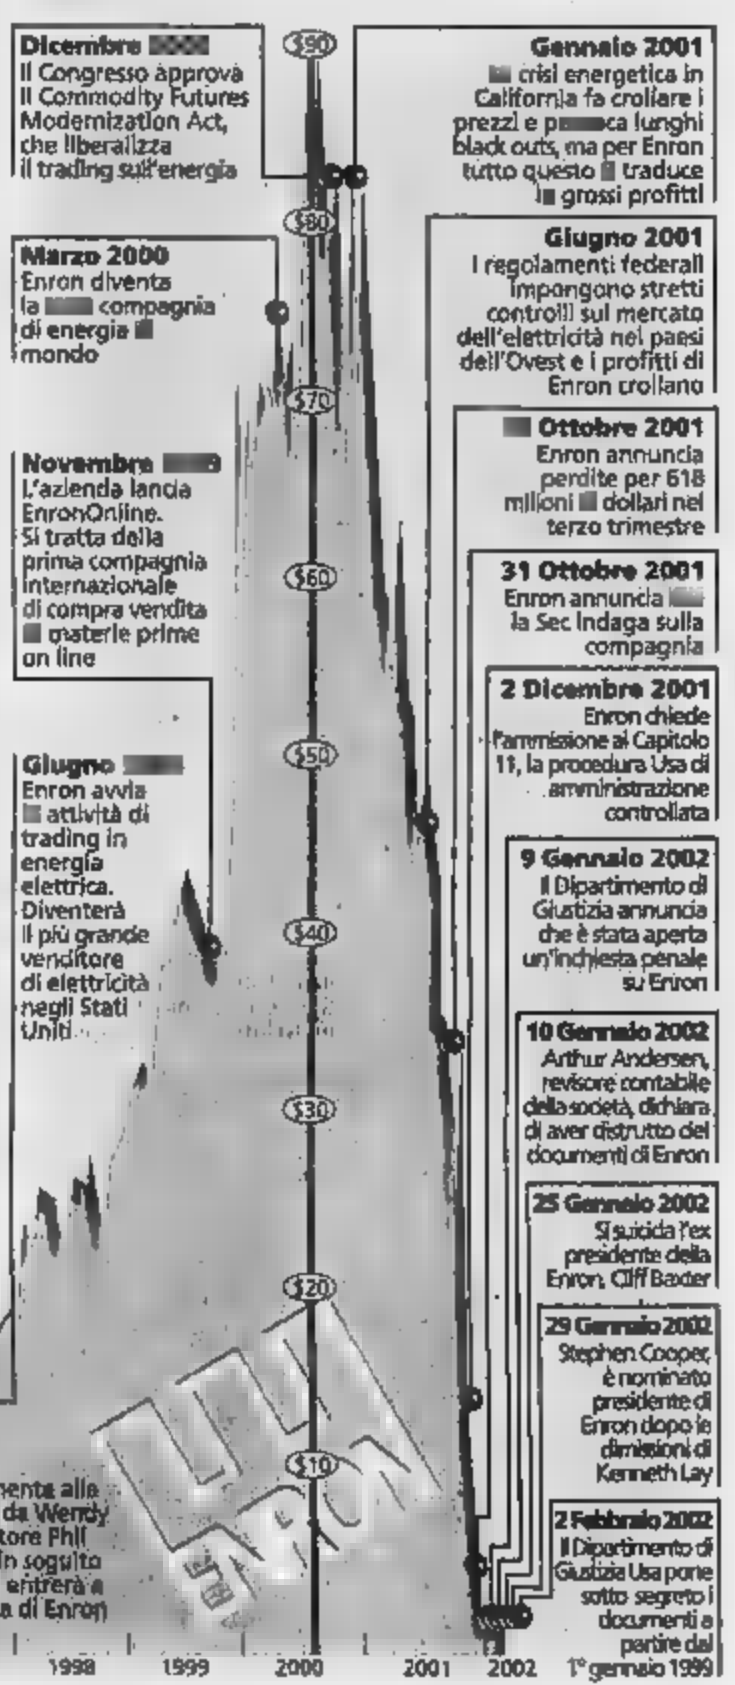 Dicembre
Il Congresso approva
il Commodity Futures
Modernization Act,
che liberalizza
il trading sull'energia
Marzo 2000
Enron diventa
la compagnia
di energia
mondo
Novembre
L'azienda lancia
EnronOnline.
Si tratta della
prima compagnia
internazionale
di compra vendita
materie prime
on line
Giugno
Enron avvia
attività di
trading in
energia
elettrica.
Diventerà
il più grande
venditore
di elettricità
negli Stati
Uniti
mente alle
da Wendy
tore Phil
in seguito
entrerà a
a di Enron
$90
$80
$70
$60
$50
$40
$30
$20
$10
ENRON
Gennaio 2001
crisi energetica in
California fa crollare i
prezzi e lunghi
black outs, ma per Enron
tutto questo traduce
grossi profitti
Giugno 2001
I regolamenti federali
impongono stretti
controlli sul mercato
dell'elettricità nei paesi
dell'Ovest e i profitti di
Enron crollano
Ottobre 2001
Enron annuncia
perdite per 618
milioni dollari nel
terzo trimestre
31 Ottobre 2001
Enron annuncia
la Sec indaga sulla
compagnia
2 Dicembre 2001
Enron chiede
l'ammissione al Capitolo
11, la procedura Usa di
amministrazione
controllata
9 Gennaio 2002
Il Dipartimento di
Giustizia annuncia
che è stata aperta
un'inchiesta penale
su Enron
10 Gennaio 2002
Arthur Andersen,
revisore contabile
della società, dichiara
di aver distrutto dei
documenti di Enron
25 Gennaio 2002
Si suicida l'ex
presidente della
Enron, Cliff Baxter
29 Gennaio 2002
Stephen Cooper,
è nominato
presidente di
Enron dopo le
dimissioni di
Kenneth Lay
2 Febbraio 2002
Il Dipartimento di
Giustizia Usa pone
sotto segreto i
documenti a
partire dal
1° gennaio 1999
1998
1999
2000
2001
2002